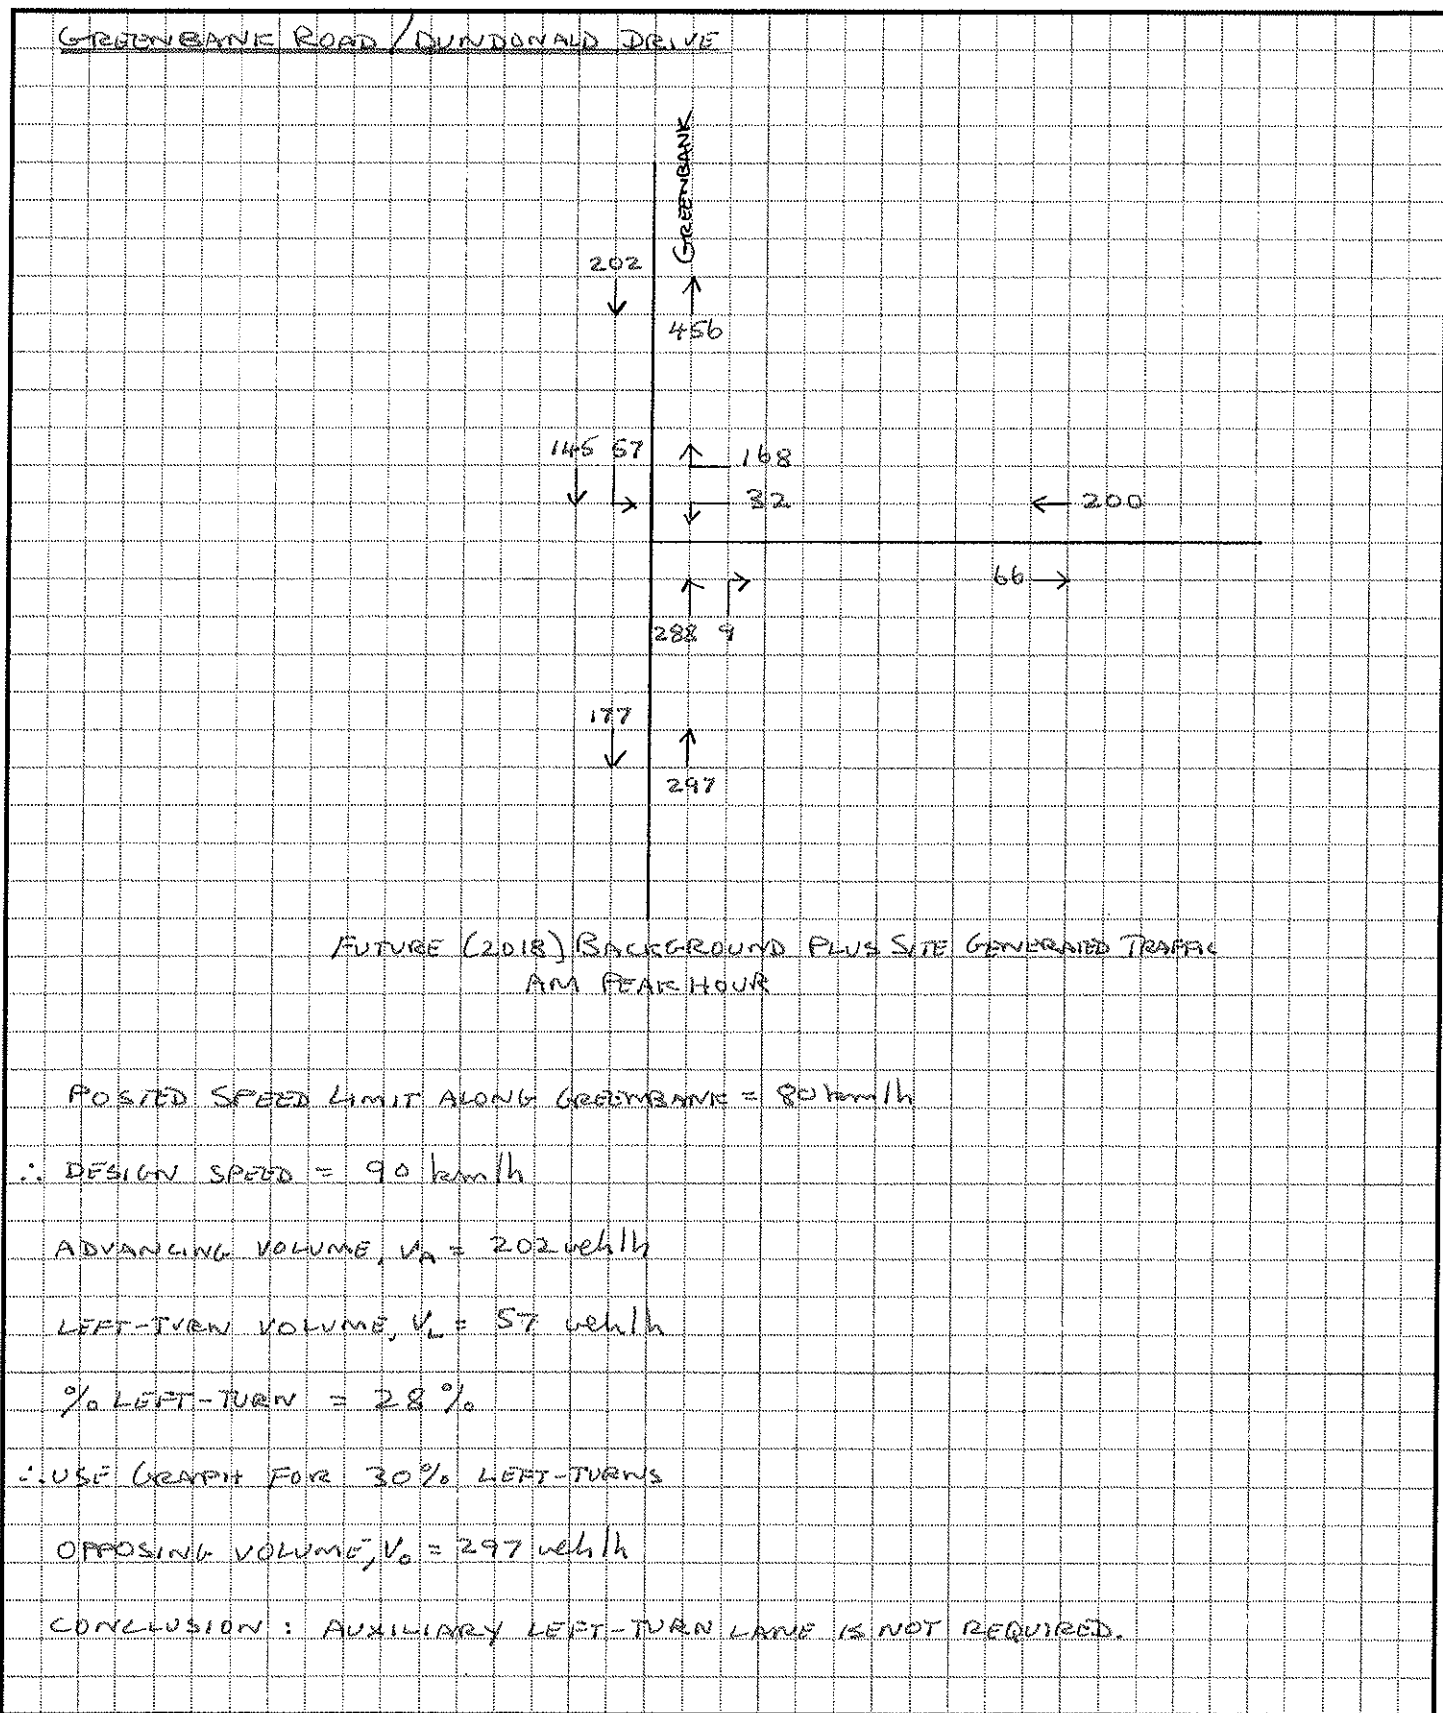 GREENBANK ROAD / DUNDONALD DRIVE
GREENBANK
202
456
145 57
168
32
200
66
288 9
177
297
FUTURE (2018) BACKGROUND PLUS SITE GENERATED TRAFFIC
AM PEAK HOUR
POSTED SPEED LIMIT ALONG GREENBANK = 80 km/h
∴ DESIGN SPEED = 90 km/h
ADVANCING VOLUME, VA = 202 veh/h
LEFT-TURN VOLUME, VL = 57 veh/h
% LEFT-TURN = 28 %
∴ USE GRAPH FOR 30% LEFT-TURNS
OPPOSING VOLUME, Vo = 297 veh/h
CONCLUSION : AUXILIARY LEFT-TURN LANE IS NOT REQUIRED.